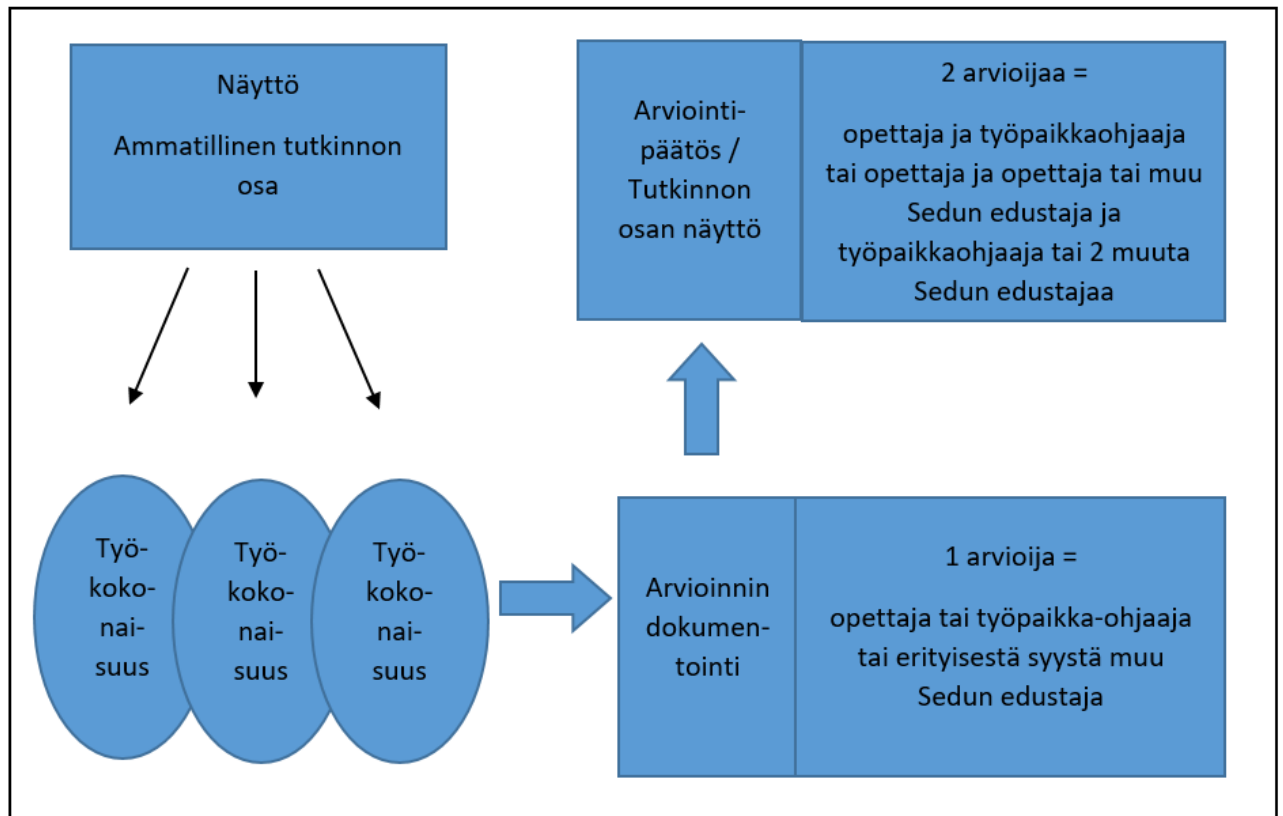 Näyttö
Ammatillinen tutkinnon
osa
Arviointi-
päätös /
Tutkinnon
osan näyttö
2 arvioijaa =
opettaja ja työpaikkaohjaaja
tai opettaja ja opettaja tai muu
Sedun edustaja ja
työpaikkaohjaaja tai 2 muuta
Sedun edustajaa
Työ-
koko-
nai-
suus
Työ-
koko-
nai-
suus
Työ-
koko-
nai-
suus
Arvioinnin
dokumen-
tointi
1 arvioija =
opettaja tai työpaikka-ohjaaja
tai erityisestä syystä muu
Sedun edustaja